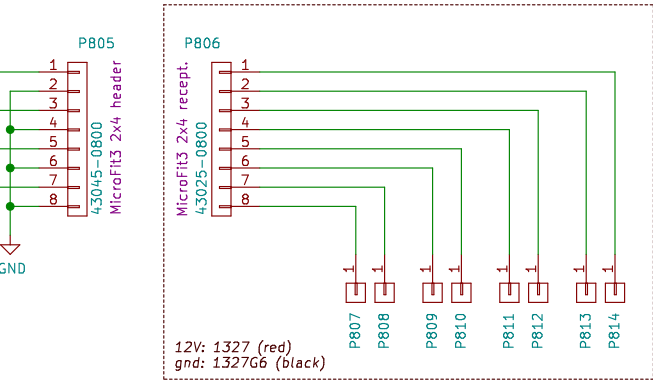 P805
P806
1
2
3
4
5
6
7
8
43045-0800
MicroFit3 2x4 header
MicroFit3 2x4 recept.
43025-0800
1
2
3
4
5
6
7
8
GND
1
1
1
1
1
1
1
1
P807
P808
P809
P810
P811
P812
P813
P814
12V: 1327 (red)
gnd: 1327G6 (black)